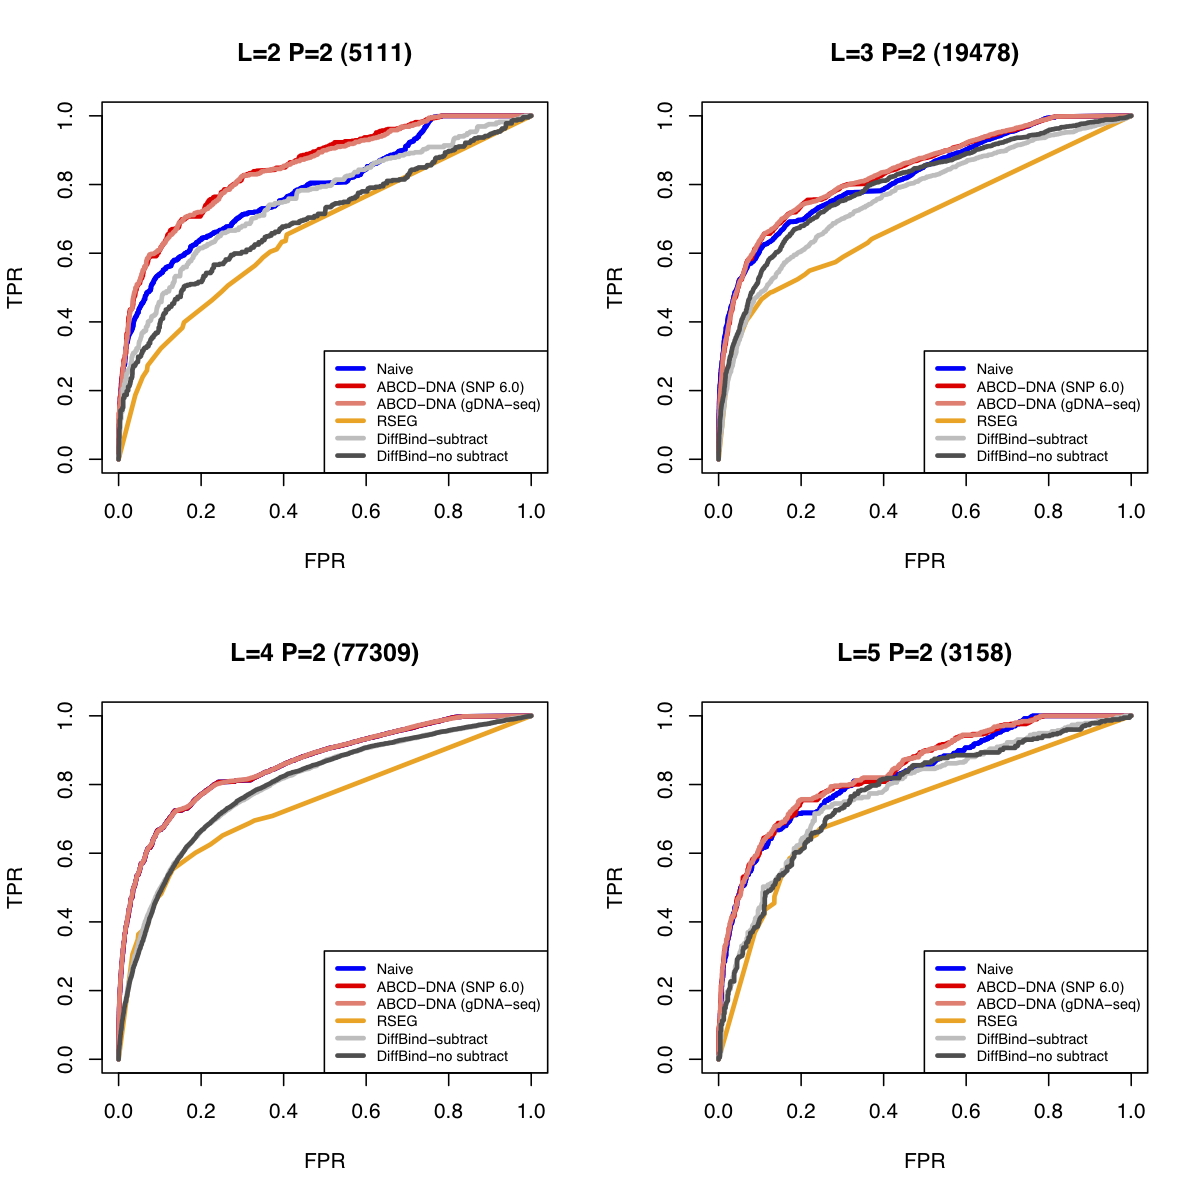 L=2 P=2 (5111)
TPR
0.0 0.2 0.4 0.6 0.8 1.0
Naive
ABCD−DNA (SNP 6.0)
ABCD−DNA (gDNA−seq)
RSEG
DiffBind−subtract
DiffBind−no subtract
0.0 0.2 0.4 0.6 0.8 1.0
FPR
L=3 P=2 (19478)
TPR
0.0 0.2 0.4 0.6 0.8 1.0
Naive
ABCD−DNA (SNP 6.0)
ABCD−DNA (gDNA−seq)
RSEG
DiffBind−subtract
DiffBind−no subtract
0.0 0.2 0.4 0.6 0.8 1.0
FPR
L=4 P=2 (77309)
TPR
0.0 0.2 0.4 0.6 0.8 1.0
Naive
ABCD−DNA (SNP 6.0)
ABCD−DNA (gDNA−seq)
RSEG
DiffBind−subtract
DiffBind−no subtract
0.0 0.2 0.4 0.6 0.8 1.0
FPR
L=5 P=2 (3158)
TPR
0.0 0.2 0.4 0.6 0.8 1.0
Naive
ABCD−DNA (SNP 6.0)
ABCD−DNA (gDNA−seq)
RSEG
DiffBind−subtract
DiffBind−no subtract
0.0 0.2 0.4 0.6 0.8 1.0
FPR